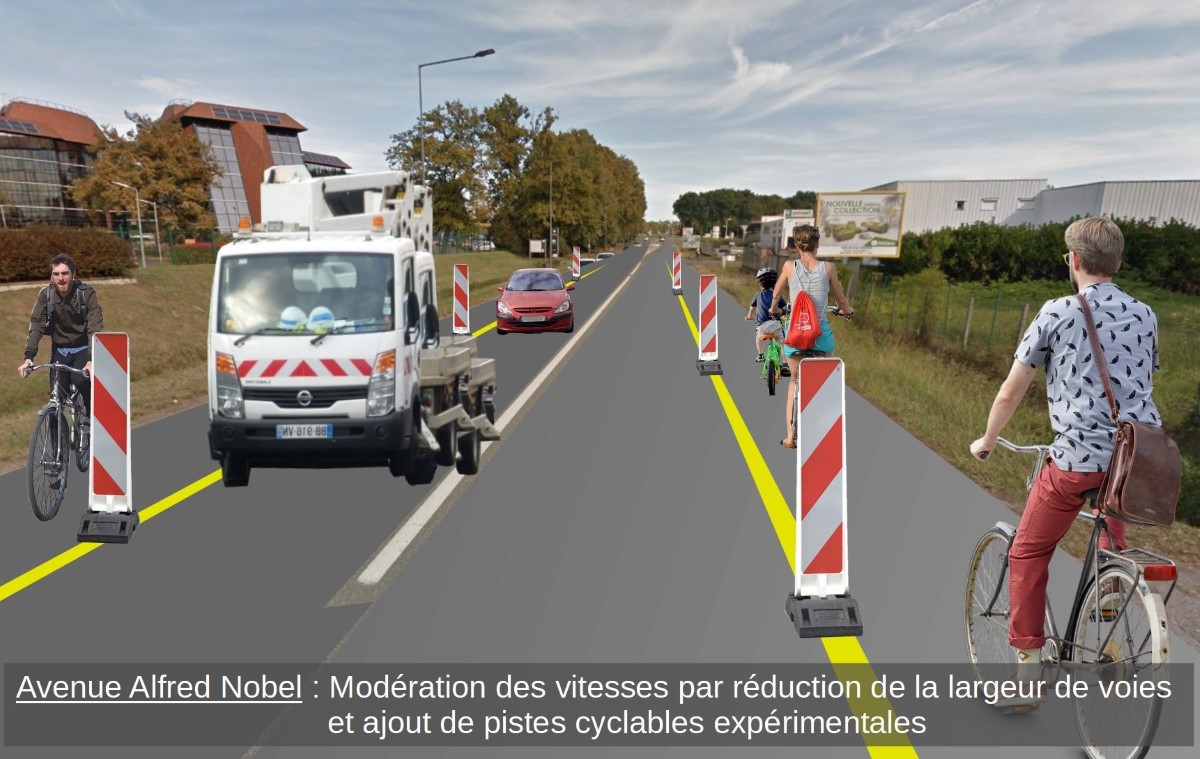 NOUVELLE
COLLECTION
Avenue Alfred Nobel : Modération des vitesses par réduction de la largeur de voies
et ajout de pistes cyclables expérimentales